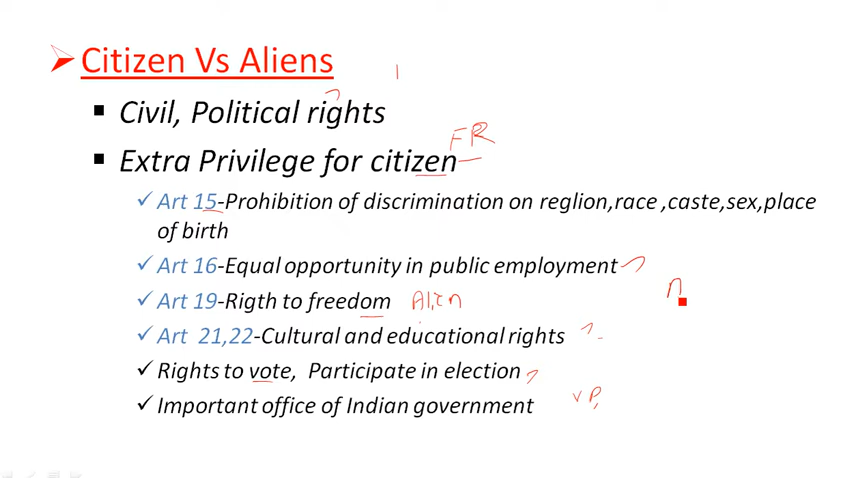 Citizen Vs Aliens
Civil, Political rights
FR
Extra Privilege for citizen
Art 15-Prohibition of discrimination on reglion,race ,caste,sex,place
of birth
Art 16-Equal opportunity in public employment
Art 19-Rigth to freedom Alien
Art 21,22-Cultural and educational rights
Rights to vote, Participate in election
Important office of Indian government VP,